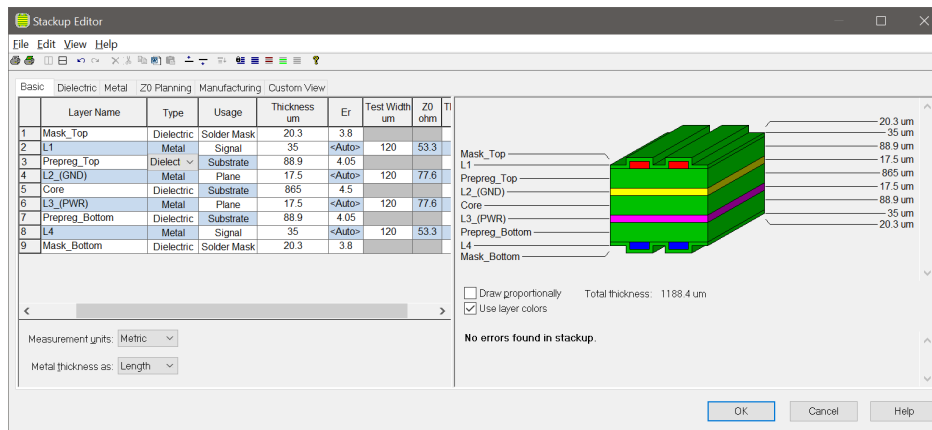 Stackup Editor
File Edit View Help
Basic Dielectric Metal Z0 Planning Manufacturing Custom View
Layer Name Type Usage Thickness um Er Test Width um Z0 ohm
1 Mask_Top Dielectric Solder Mask 20.3 3.8
2 L1 Metal Signal 35 <Auto> 120 53.3
3 Prepreg_Top Dielect Substrate 88.9 4.05
4 L2_(GND) Metal Plane 17.5 <Auto> 120 77.6
5 Core Dielectric Substrate 865 4.5
6 L3_(PWR) Metal Plane 17.5 <Auto> 120 77.6
7 Prepreg_Bottom Dielectric Substrate 88.9 4.05
8 L4 Metal Signal 35 <Auto> 120 53.3
9 Mask_Bottom Dielectric Solder Mask 20.3 3.8
Measurement units: Metric
Metal thickness as: Length
Mask_Top
L1
Prepreg_Top
L2_(GND)
Core
L3_(PWR)
Prepreg_Bottom
L4
Mask_Bottom
20.3 um
35 um
88.9 um
17.5 um
865 um
17.5 um
88.9 um
35 um
20.3 um
Draw proportionally Total thickness: 1188.4 um
Use layer colors
No errors found in stackup.
OK Cancel Help